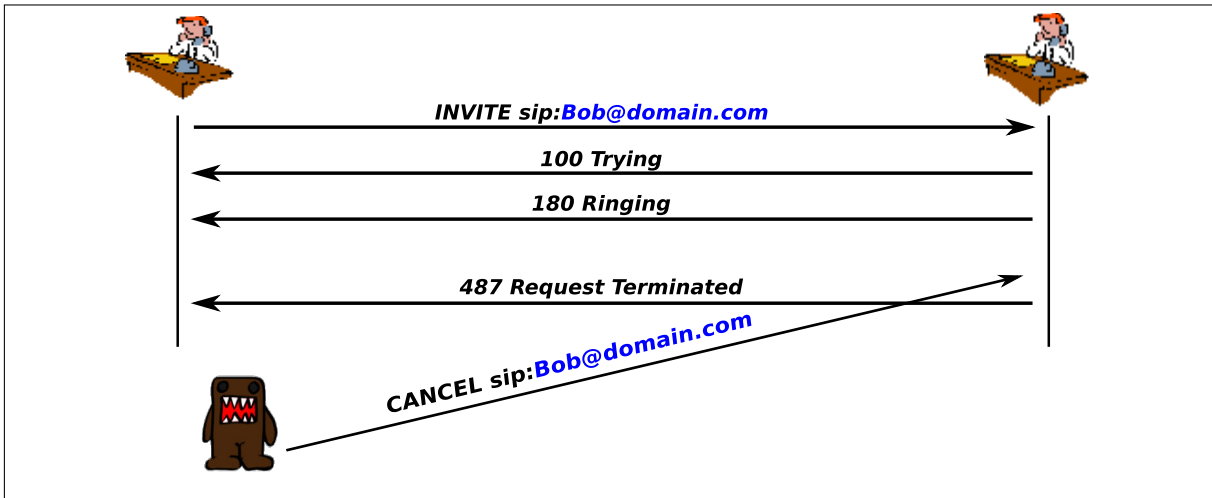 INVITE sip:Bob@domain.com
100 Trying
180 Ringing
487 Request Terminated
CANCEL sip:Bob@domain.com